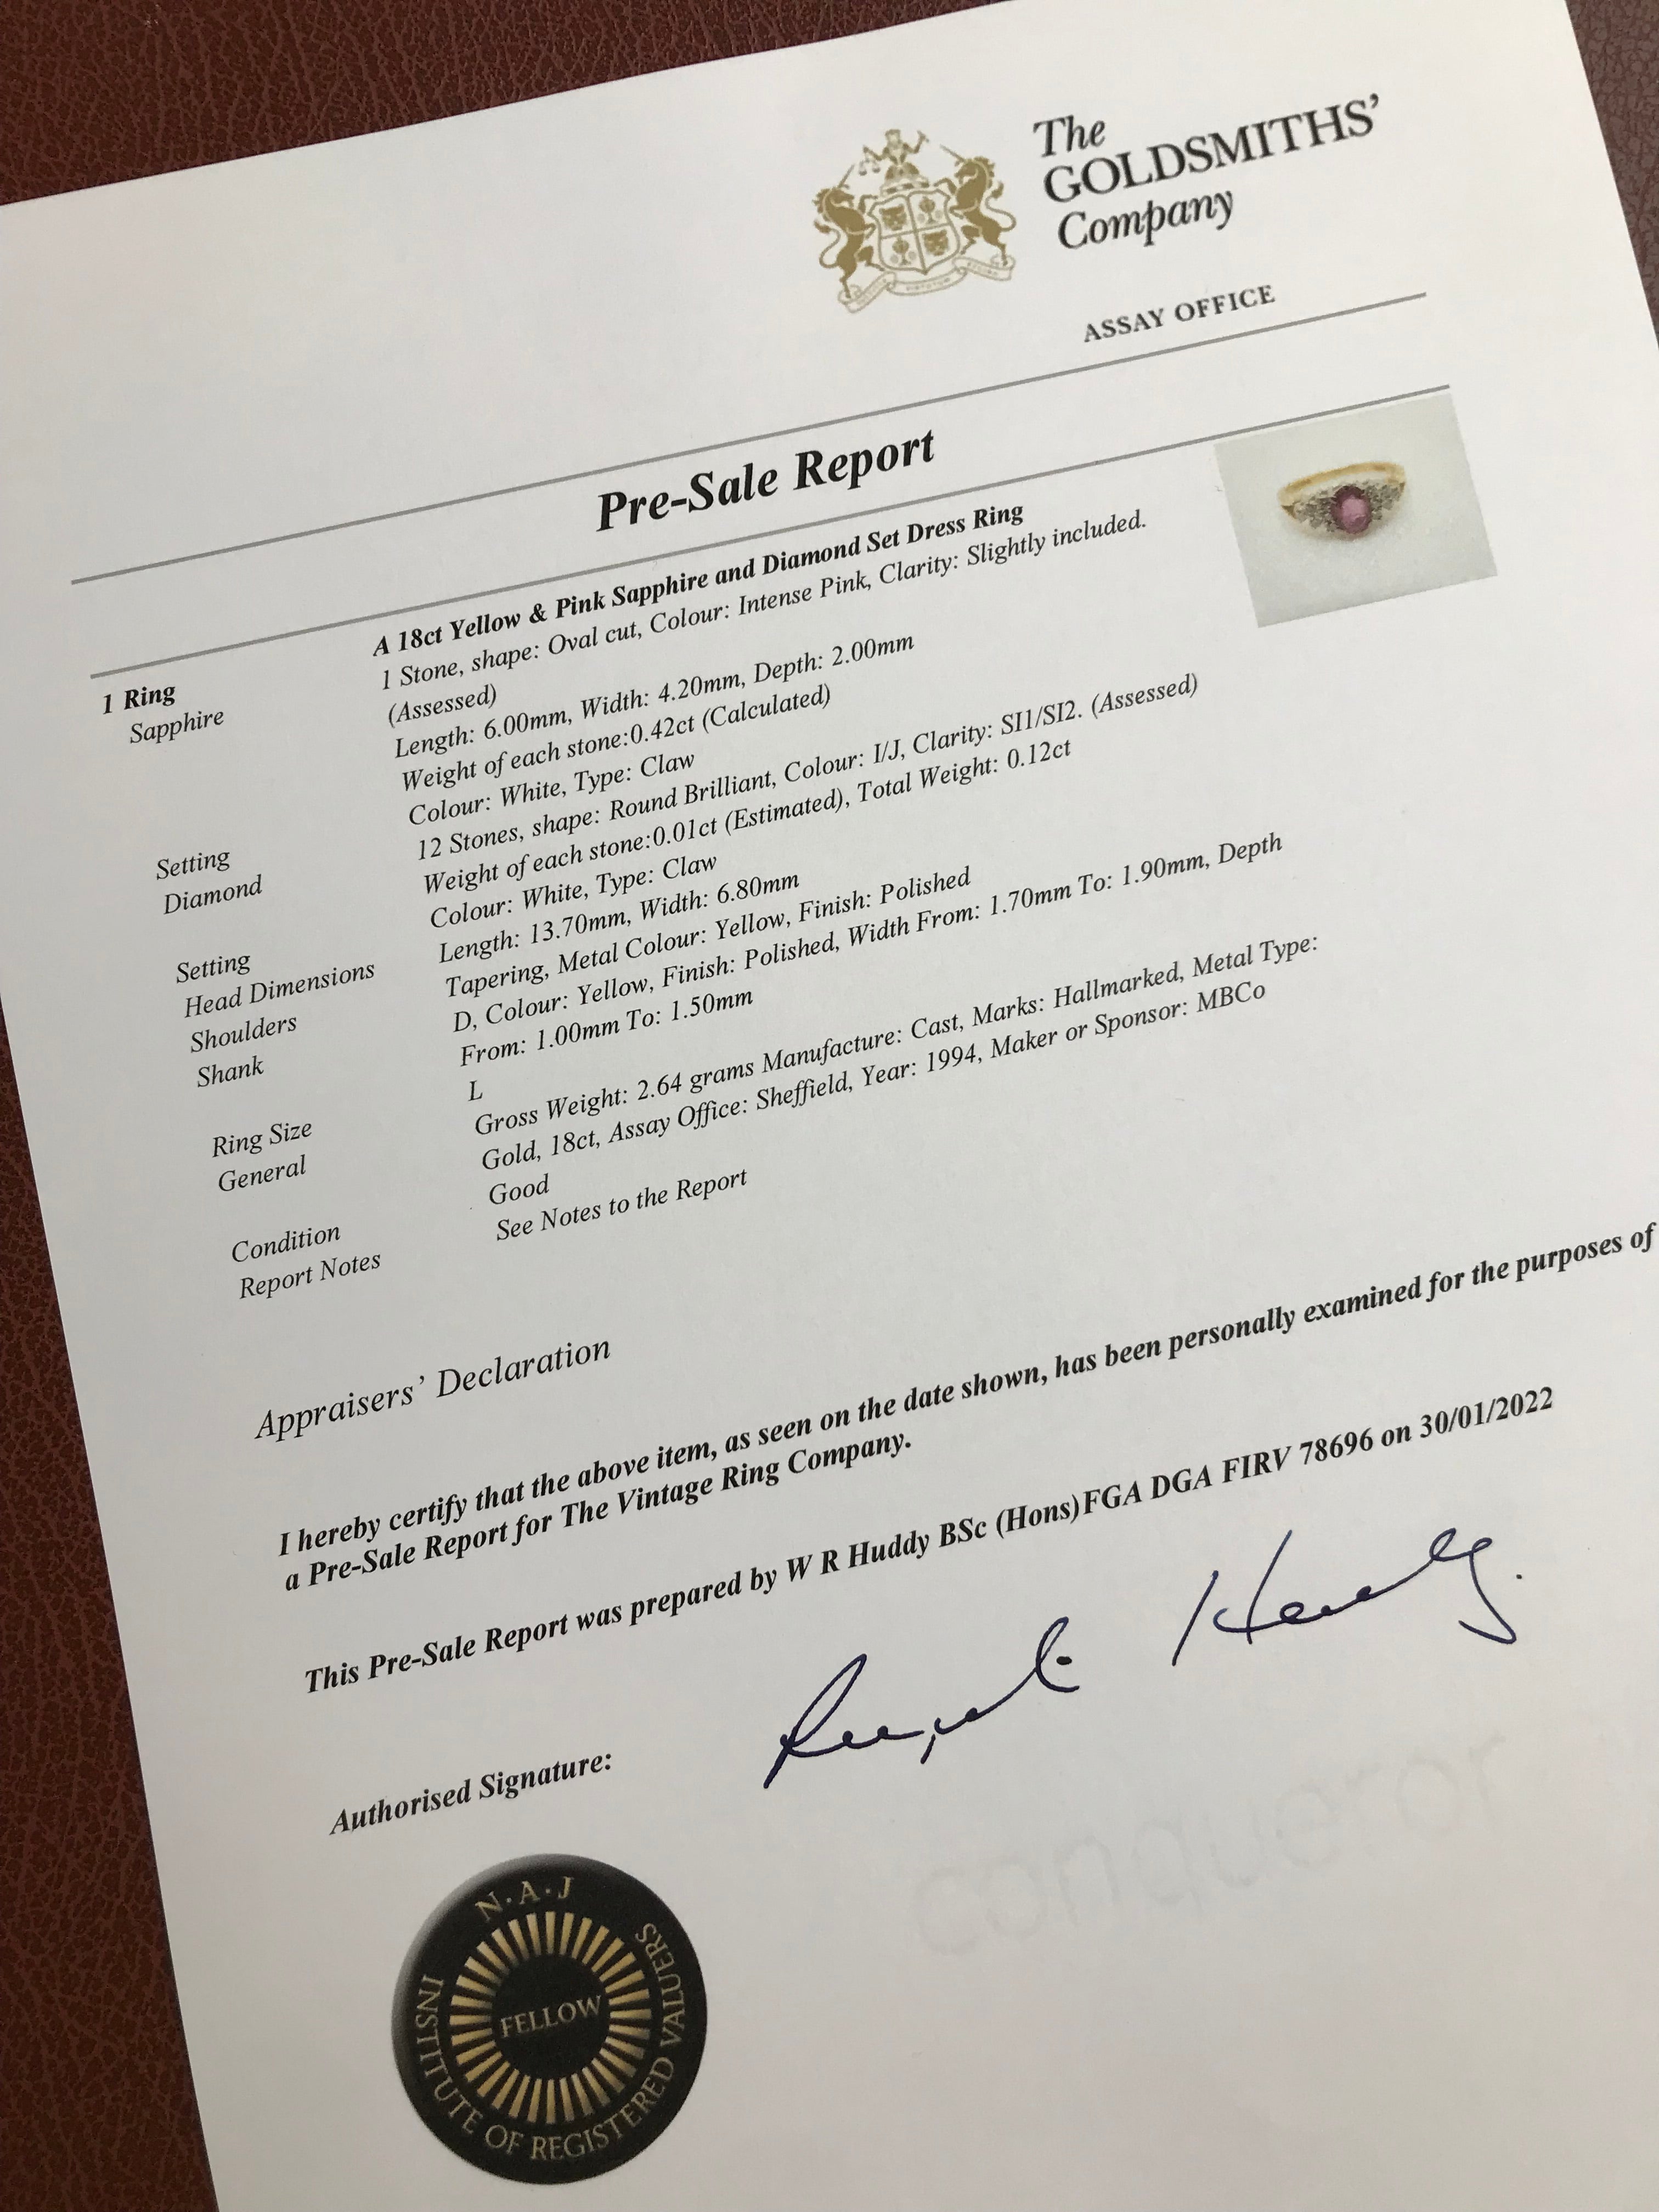 The
GOLDSMITHS'
Company
ASSAY OFFICE
Pre-Sale Report
1 Ring
A 18ct Yellow & Pink Sapphire and Diamond Set Dress Ring
Sapphire
1 Stone, shape: Oval cut, Colour: Intense Pink, Clarity: Slightly included.
(Assessed)
Length: 6.00mm, Width: 4.20mm, Depth: 2.00mm
Weight of each stone:0.42ct (Calculated)
Setting
Colour: White, Type: Claw
Diamond
12 Stones, shape: Round Brilliant, Colour: I/J, Clarity: SI1/SI2. (Assessed)
Weight of each stone:0.01ct (Estimated), Total Weight: 0.12ct
Setting
Colour: White, Type: Claw
Head Dimensions
Length: 13.70mm, Width: 6.80mm
Shoulders
Tapering, Metal Colour: Yellow, Finish: Polished
Shank
D, Colour: Yellow, Finish: Polished, Width From: 1.70mm To: 1.90mm, Depth
From: 1.00mm To: 1.50mm
Ring Size
L
General
Gross Weight: 2.64 grams Manufacture: Cast, Marks: Hallmarked, Metal Type:
Gold, 18ct, Assay Office: Sheffield, Year: 1994, Maker or Sponsor: MBCo
Condition
Good
Report Notes
See Notes to the Report
Appraisers' Declaration
I hereby certify that the above item, as seen on the date shown, has been personally examined for the purposes of
a Pre-Sale Report for The Vintage Ring Company.
This Pre-Sale Report was prepared by W R Huddy BSc (Hons)FGA DGA FIRV 78696 on 30/01/2022
Authorised Signature:
conqueror
N·A·J
FELLOW
INSTITUTE OF REGISTERED VALUERS